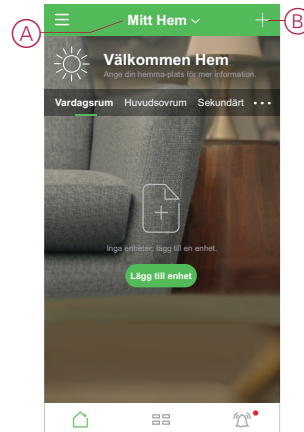 A
Mitt Hem
B
Välkommen Hem
Ange din hemma-plats för mer information.
Vardagsrum Huvudsovrum Sekundärt
Inga enheter, lägg till en enhet.
Lägg till enhet